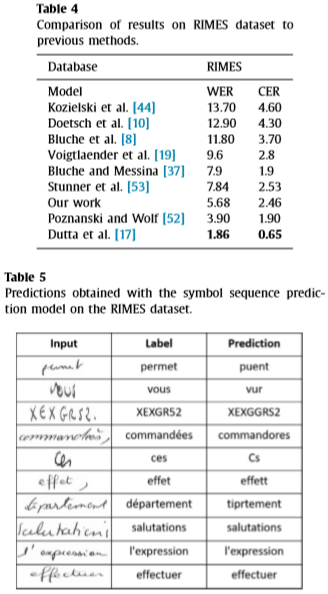 Table 4
Comparison of results on RIMES dataset to
previous methods.
Database RIMES
Model WER CER
Kozielski et al. [44] 13.70 4.60
Doetsch et al. [10] 12.90 4.30
Bluche et al. [8] 11.80 3.70
Voigtlaender et al. [19] 9.6 2.8
Bluche and Messina [37] 7.9 1.9
Stunner et al. [53] 7.84 2.53
Our work 5.68 2.46
Poznanski and Wolf [52] 3.90 1.90
Dutta et al. [17] 1.86 0.65
Table 5
Predictions obtained with the symbol sequence predic-
tion model on the RIMES dataset.
Input Label Prediction
permet permet puent
vous vous vur
XEXGR52. XEXGR52 XEXGGRS2
commandées, commandées commandores
Ces ces Cs
effet, effet effett
département département tiprtement
salutations salutations salutations
l'expression l'expression l'expression
effectuer effectuer effectuer